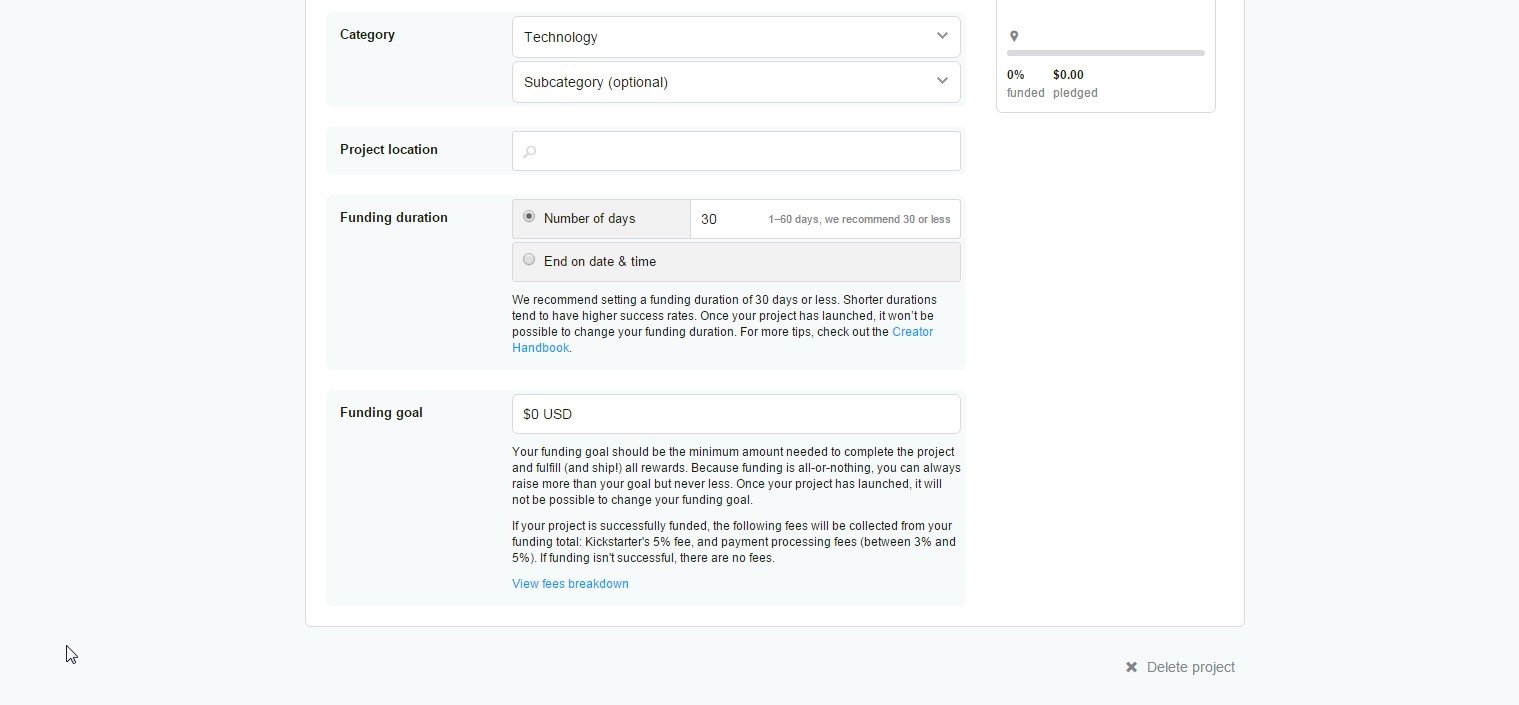 Category
Technology
Subcategory (optional)
0% $0.00
funded pledged
Project location
Funding duration
Number of days
30
1–60 days, we recommend 30 or less
End on date & time
We recommend setting a funding duration of 30 days or less. Shorter durations
tend to have higher success rates. Once your project has launched, it won’t be
possible to change your funding duration. For more tips, check out the Creator
Handbook.
Funding goal
$0 USD
Your funding goal should be the minimum amount needed to complete the project
and fulfill (and ship!) all rewards. Because funding is all-or-nothing, you can always
raise more than your goal but never less. Once your project has launched, it will
not be possible to change your funding goal.
If your project is successfully funded, the following fees will be collected from your
funding total: Kickstarter's 5% fee, and payment processing fees (between 3% and
5%). If funding isn't successful, there are no fees.
View fees breakdown
Delete project